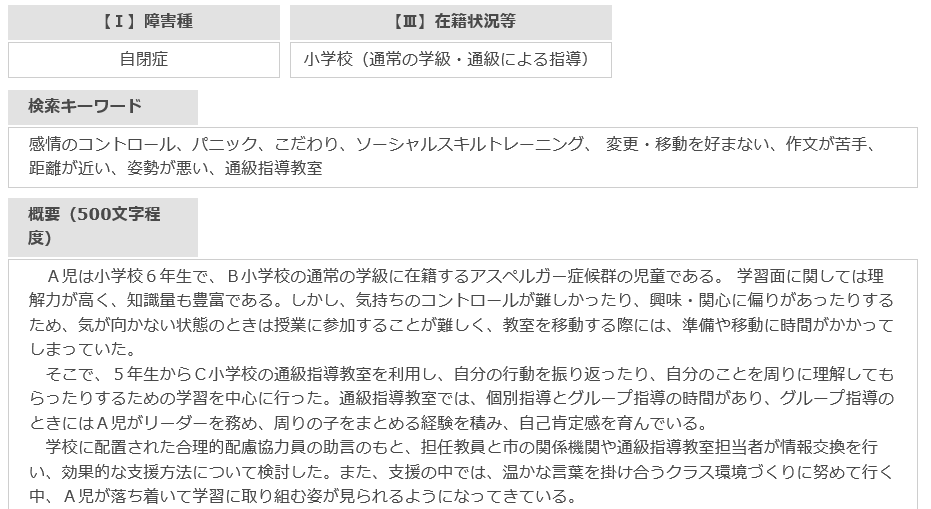 【Ⅰ】障害種
【Ⅲ】在籍状況等
自閉症
小学校（通常の学級・通級による指導）
検索キーワード
感情のコントロール、パニック、こだわり、ソーシャルスキルトレーニング、 変更・移動を好まない、作文が苦手、
距離が近い、姿勢が悪い、通級指導教室
概要（500文字程
度）
　Ａ児は小学校６年生で、Ｂ小学校の通常の学級に在籍するアスペルガー症候群の児童である。 学習面に関しては理
解力が高く、知識量も豊富である。しかし、気持ちのコントロールが難しかったり、興味・関心に偏りがあったりする
ため、気が向かない状態のときは授業に参加することが難しく、教室を移動する際には、準備や移動に時間がかかって
しまっていた。
　そこで、５年生からＣ小学校の通級指導教室を利用し、自分の行動を振り返ったり、自分のことを周りに理解しても
らったりするための学習を中心に行った。通級指導教室では、個別指導とグループ指導の時間があり、グループ指導の
ときにはＡ児がリーダーを務め、周りの子をまとめる経験を積み、自己肯定感を育んでいる。
　学校に配置された合理的配慮協力員の助言のもと、担任教員と市の関係機関や通級指導教室担当者が情報交換を行
い、効果的な支援方法について検討した。また、支援の中では、温かな言葉を掛け合うクラス環境づくりに努めて行く
中、Ａ児が落ち着いて学習に取り組む姿が見られるようになってきている。